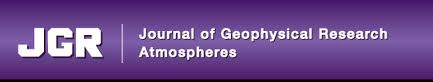 JGR
Journal of Geophysical Research
Atmospheres